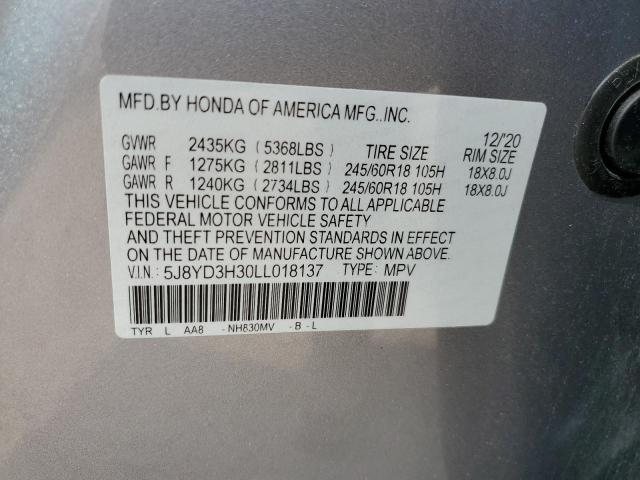 MFD.BY HONDA OF AMERICA MFG.,INC.
12/'20
GVWR 2435KG (5368LBS) TIRE SIZE RIM SIZE
GAWR F 1275KG (2811LBS) 245/60R18 105H 18X8.0J
GAWR R 1240KG (2734LBS) 245/60R18 105H 18X8.0J
THIS VEHICLE CONFORMS TO ALL APPLICABLE
FEDERAL MOTOR VEHICLE SAFETY
AND THEFT PREVENTION STANDARDS IN EFFECT
ON THE DATE OF MANUFACTURE SHOWN ABOVE.
V.I.N.: 5J8YD3H30LL018137 TYPE: MPV
TYR L AA8 -NH830MV -B -L